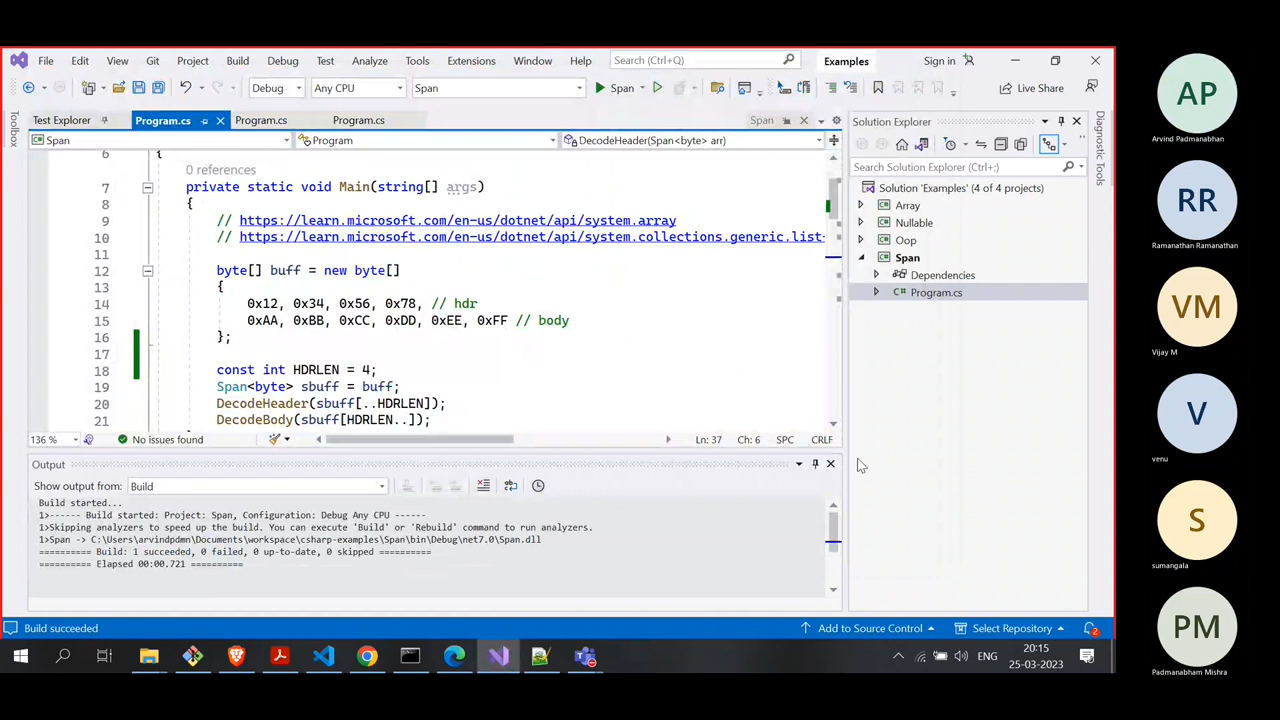 File Edit View Git Project Build Debug Test Analyze Tools Extensions Window Help Search (Ctrl+Q) Examples Sign in
Debug Any CPU Span Span Live Share
Toolbox
Test Explorer Program.cs Program.cs Program.cs Span
Span Program DecodeHeader(Span<byte> arr)
6 {
0 references
7 private static void Main(string[] args)
8 {
9 // https://learn.microsoft.com/en-us/dotnet/api/system.array
10 // https://learn.microsoft.com/en-us/dotnet/api/system.collections.generic.list-
11
12 byte[] buff = new byte[]
13 {
14 0x12, 0x34, 0x56, 0x78, // hdr
15 0xAA, 0xBB, 0xCC, 0xDD, 0xEE, 0xFF // body
16 };
17
18 const int HDRLEN = 4;
19 Span<byte> sbuff = buff;
20 DecodeHeader(sbuff[..HDRLEN]);
21 DecodeBody(sbuff[HDRLEN..]);
136 % No issues found Ln: 37 Ch: 6 SPC CRLF
Output
Show output from: Build
Build started...
1>------ Build started: Project: Span, Configuration: Debug Any CPU ------
1>Skipping analyzers to speed up the build. You can execute 'Build' or 'Rebuild' command to run analyzers.
1>Span -> C:\Users\arvindpdmn\Documents\workspace\csharp-examples\Span\bin\Debug\net7.0\Span.dll
========== Build: 1 succeeded, 0 failed, 0 up-to-date, 0 skipped ==========
========== Elapsed 00:00.721 ==========
Solution Explorer
Search Solution Explorer (Ctrl+;)
Solution 'Examples' (4 of 4 projects)
Array
Nullable
Oop
Span
Dependencies
C# Program.cs
Diagnostic Tools
Build succeeded Add to Source Control Select Repository 2
ENG 20:15
25-03-2023
AP
Arvind Padmanabhan
RR
Ramanathan Ramanathan
VM
Vijay M
V
venu
S
sumangala
PM
Padmanabham Mishra